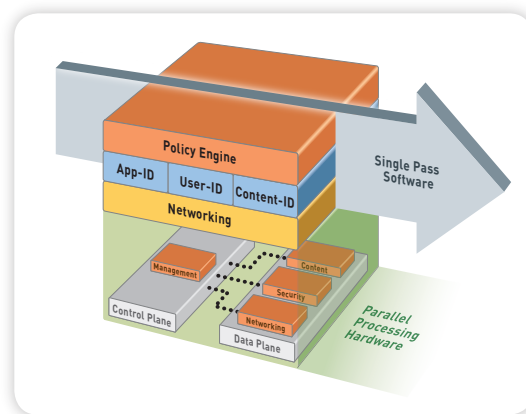 Policy Engine
App-ID
User-ID
Content-ID
Networking
Single Pass
Software
Management
Content
Security
Networking
Control Plane
Data Plane
Parallel
Processing
Hardware